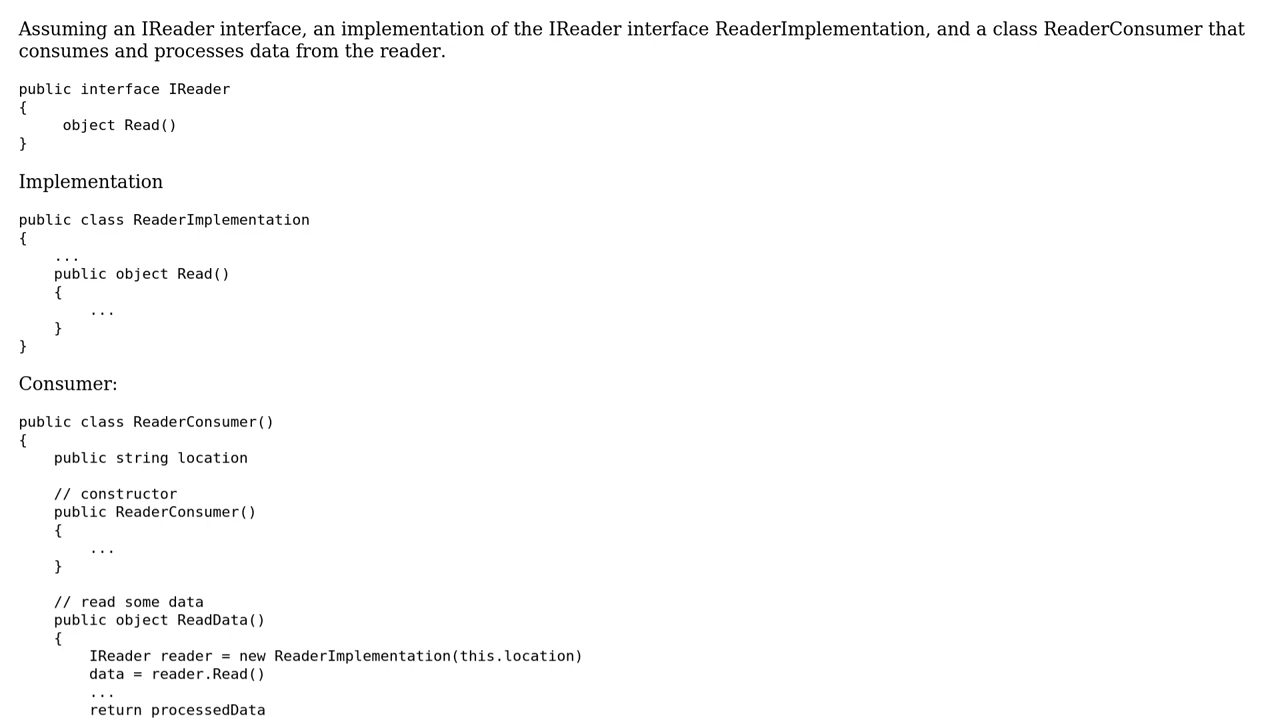 Assuming an IReader interface, an implementation of the IReader interface ReaderImplementation, and a class ReaderConsumer that
consumes and processes data from the reader.
public interface IReader
{
     object Read()
}
Implementation
public class ReaderImplementation
{
    ...
    public object Read()
    {
        ...
    }
}
Consumer:
public class ReaderConsumer()
{
    public string location

    // constructor
    public ReaderConsumer()
    {
        ...
    }

    // read some data
    public object ReadData()
    {
        IReader reader = new ReaderImplementation(this.location)
        data = reader.Read()
        ...
        return processedData